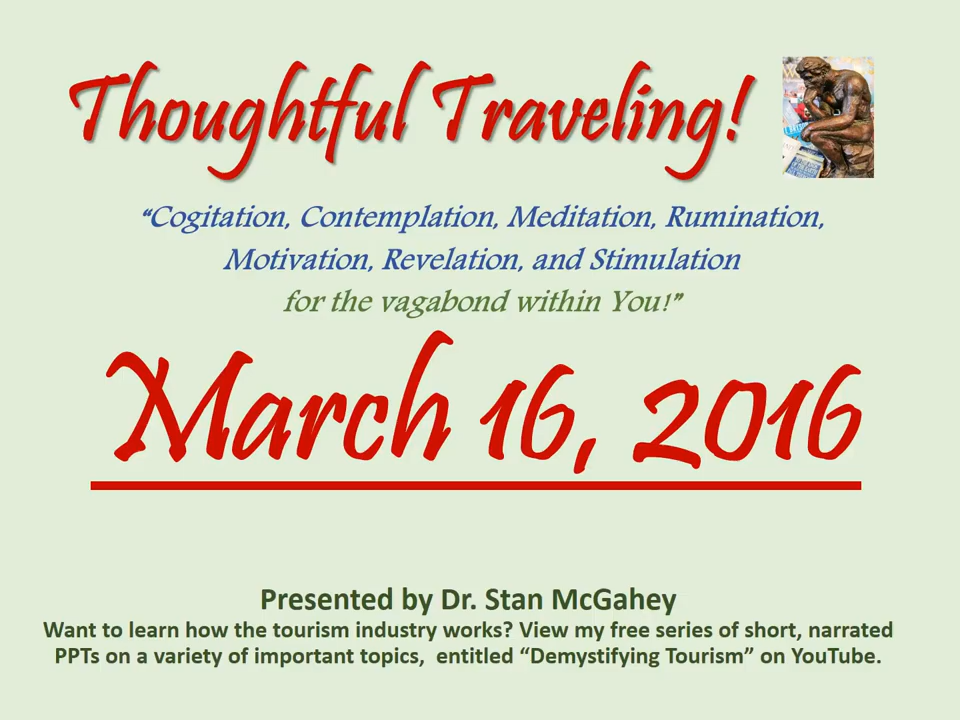 Thoughtful Traveling!
“Cogitation, Contemplation, Meditation, Rumination,
Motivation, Revelation, and Stimulation
for the vagabond within You!”
March 16, 2016
Presented by Dr. Stan McGahey
Want to learn how the tourism industry works? View my free series of short, narrated
PPTs on a variety of important topics,  entitled “Demystifying Tourism” on YouTube.